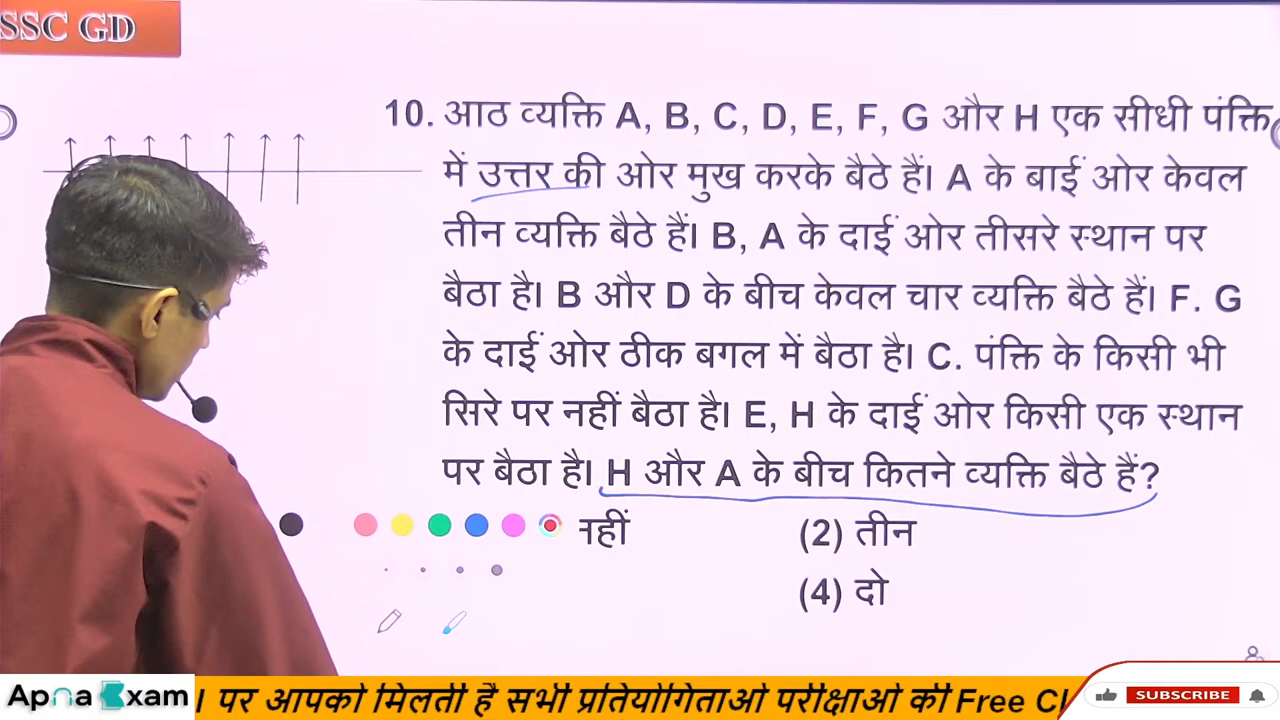 SSC GD
10. आठ व्यक्ति A, B, C, D, E, F, G और H एक सीधी पंक्ति
में उत्तर की ओर मुख करके बैठे हैं। A के बाईं ओर केवल
तीन व्यक्ति बैठे हैं। B, A के दाईं ओर तीसरे स्थान पर
बैठा है। B और D के बीच केवल चार व्यक्ति बैठे हैं। F. G
के दाईं ओर ठीक बगल में बैठा है। C. पंक्ति के किसी भी
सिरे पर नहीं बैठा है। E, H के दाईं ओर किसी एक स्थान
पर बैठा है। H और A के बीच कितने व्यक्ति बैठे हैं?
नहीं (2) तीन
(4) दो
Apna Exam
। पर आपको मिलती है सभी प्रतियोगिताओ परीक्षाओ की Free
SUBSCRIBE